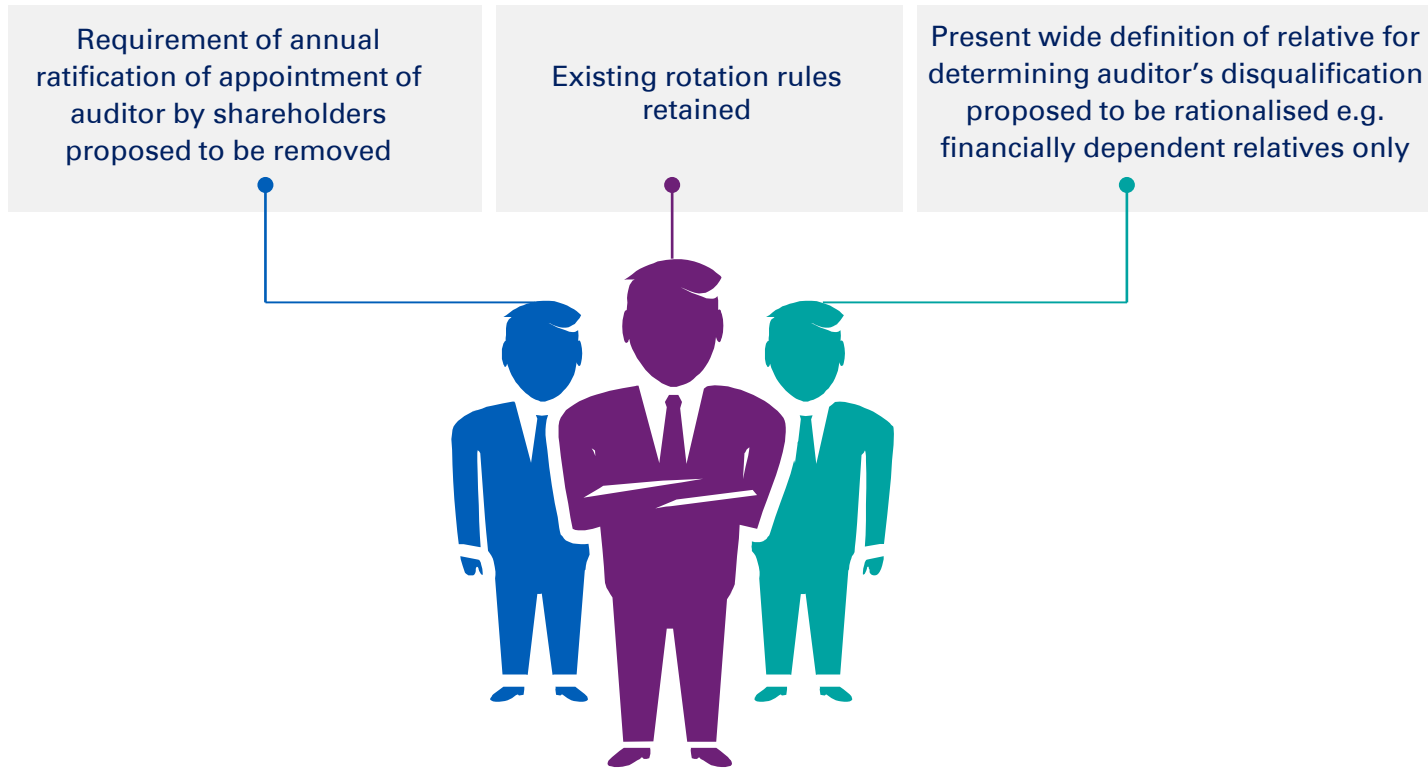 Requirement of annual
ratification of appointment of
auditor by shareholders
proposed to be removed
Existing rotation rules
retained
Present wide definition of relative for
determining auditor’s disqualification
proposed to be rationalised e.g.
financially dependent relatives only